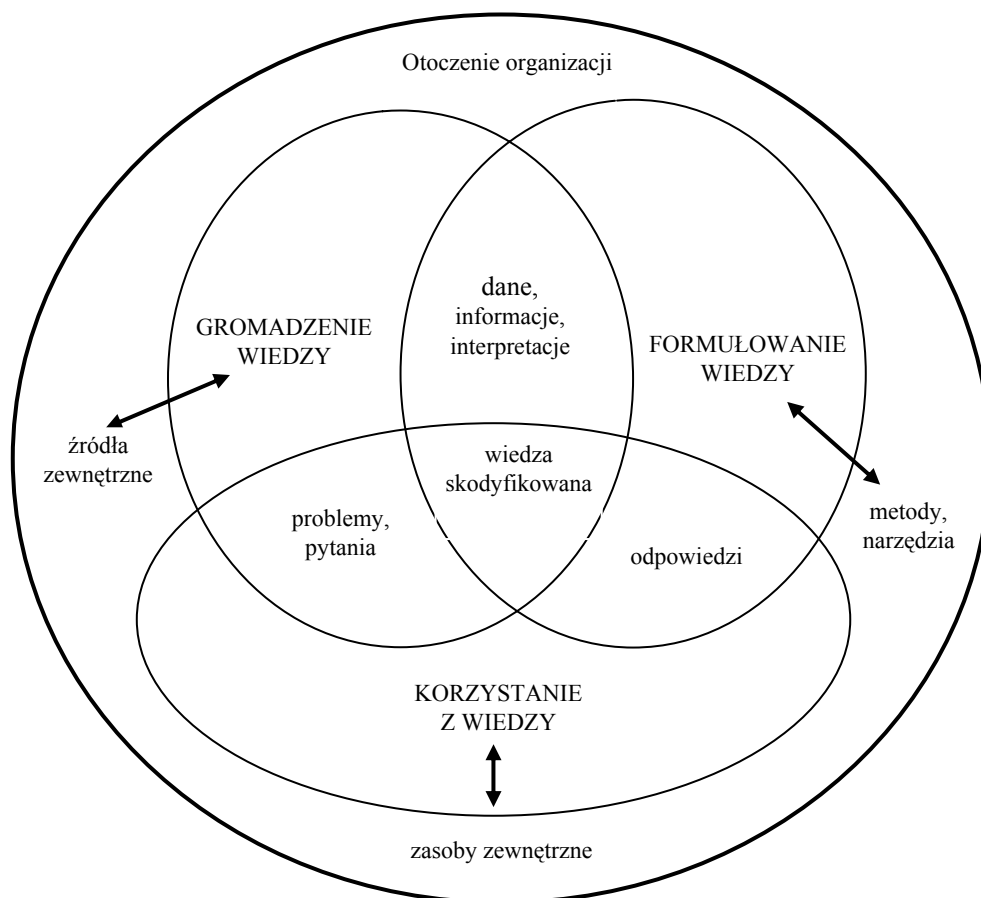 Otoczenie organizacji
dane,
informacje,
interpretacje
GROMADZENIE
WIEDZY
FORMUŁOWANIE
WIEDZY
źródła
zewnętrzne
wiedza
skodyfikowana
problemy,
pytania
odpowiedzi
metody,
narzędzia
KORZYSTANIE
Z WIEDZY
zasoby zewnętrzne